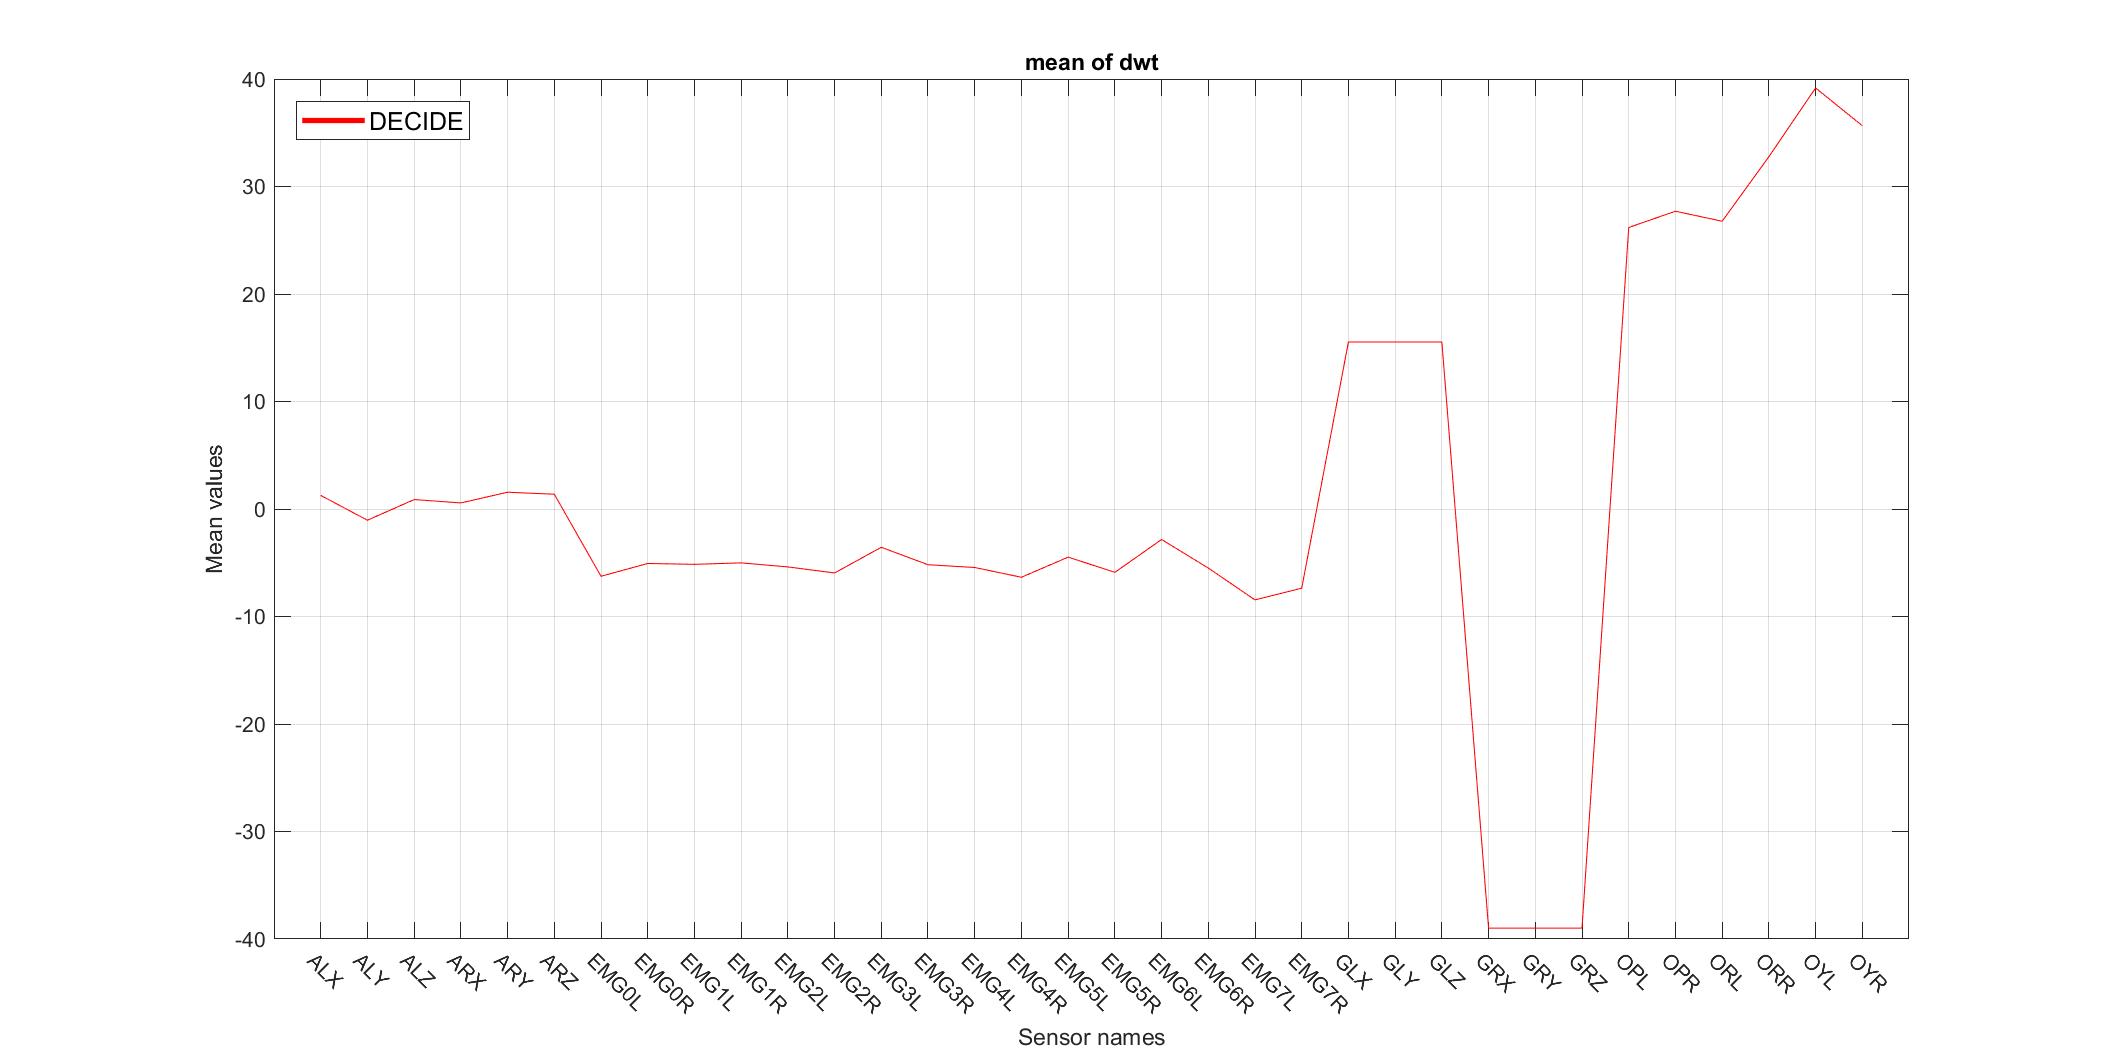 mean of dwt
DECIDE
40
30
20
10
0
-10
-20
-30
-40
Mean values
ALX
ALY
ALZ
ARX
ARY
ARZ
EMG0L
EMG0R
EMG1L
EMG1R
EMG2L
EMG2R
EMG3L
EMG3R
EMG4L
EMG4R
EMG5L
EMG5R
EMG6L
EMG6R
EMG7L
EMG7R
GLX
GLY
GLZ
GRX
GRY
GRZ
OPL
OPR
ORL
ORR
OYL
OYR
Sensor names